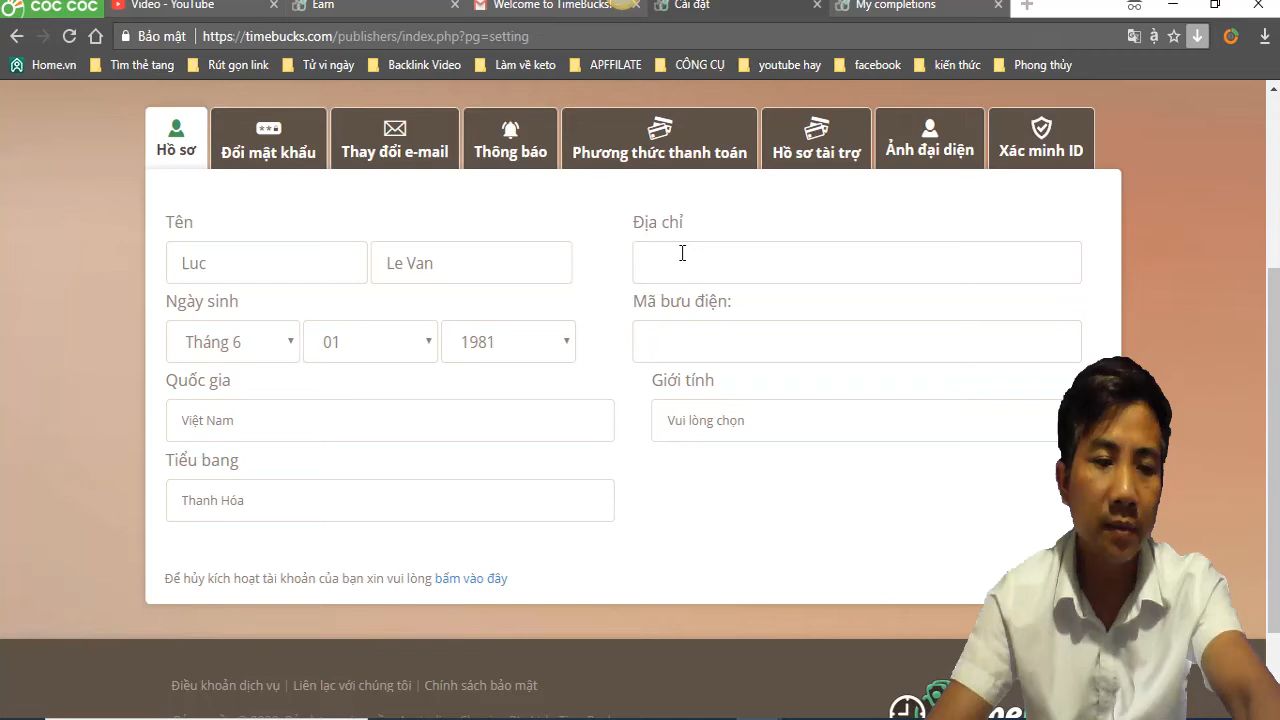 CỐC CỐC
Video - YouTube
Earn
Welcome to TimeBucks!
Cài đặt
My completions
Bảo mật
https://timebucks.com/publishers/index.php?pg=setting
Home.vn
Tìm thẻ tang
Rút gọn link
Tử vi ngày
Backlink Video
Làm về keto
APFFILATE
CÔNG CỤ
youtube hay
facebook
kiến thức
Phong thủy
Hồ sơ
Đổi mật khẩu
Thay đổi e-mail
Thông báo
Phương thức thanh toán
Hồ sơ tài trợ
Ảnh đại diện
Xác minh ID
Tên
Địa chỉ
Luc
Le Van
Ngày sinh
Mã bưu điện:
Tháng 6
01
1981
Quốc gia
Giới tính
Việt Nam
Vui lòng chọn
Tiểu bang
Thanh Hóa
Để hủy kích hoạt tài khoản của bạn xin vui lòng bấm vào đây
Điều khoản dịch vụ | Liên lạc với chúng tôi | Chính sách bảo mật